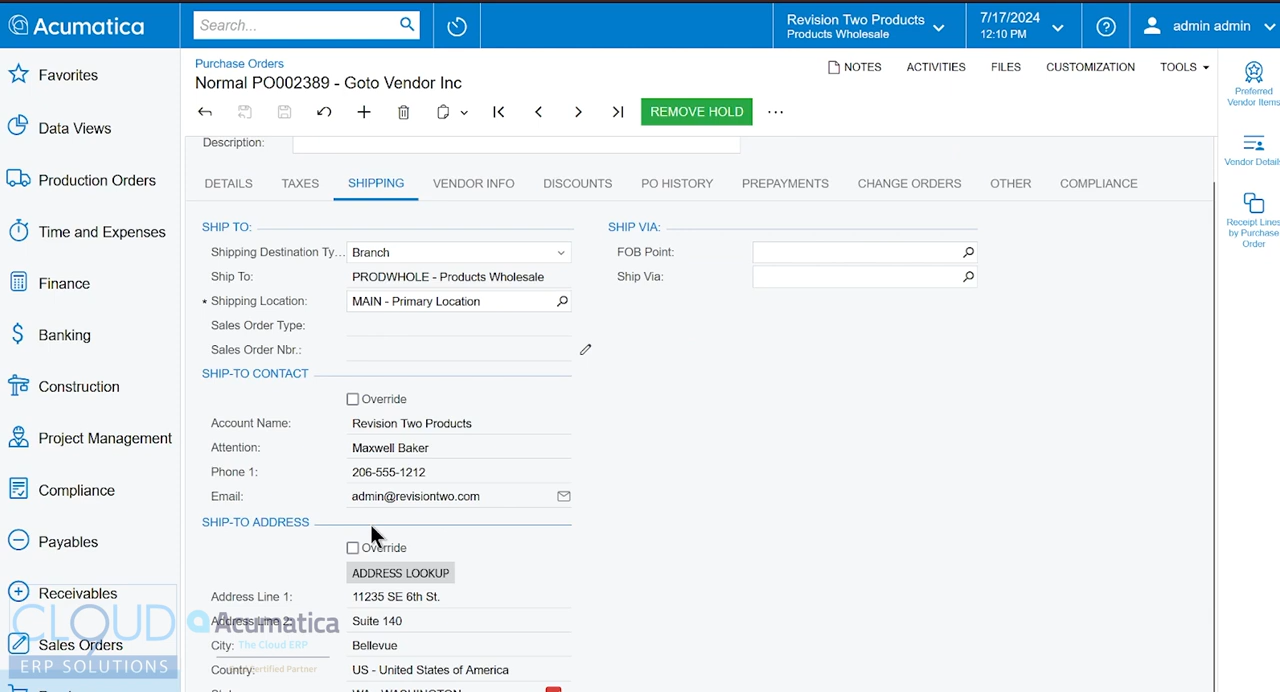 Acumatica
Search...
Revision Two Products
Products Wholesale
7/17/2024
12:10 PM
admin admin
Favorites
Data Views
Production Orders
Time and Expenses
Finance
Banking
Construction
Project Management
Compliance
Payables
Receivables
Sales Orders
Purchase Orders
Normal PO002389 - Goto Vendor Inc
NOTES
ACTIVITIES
FILES
CUSTOMIZATION
TOOLS
REMOVE HOLD
Description:
DETAILS
TAXES
SHIPPING
VENDOR INFO
DISCOUNTS
PO HISTORY
PREPAYMENTS
CHANGE ORDERS
OTHER
COMPLIANCE
SHIP TO:
Shipping Destination Ty... Branch
Ship To: PRODWHOLE - Products Wholesale
* Shipping Location: MAIN - Primary Location
Sales Order Type:
Sales Order Nbr.:
SHIP-TO CONTACT
Override
Account Name: Revision Two Products
Attention: Maxwell Baker
Phone 1: 206-555-1212
Email: admin@revisiontwo.com
SHIP-TO ADDRESS
Override
ADDRESS LOOKUP
Address Line 1: 11235 SE 6th St.
Address Line 2: Suite 140
City: Bellevue
Country: US - United States of America
WA - WASHINGTON
SHIP VIA:
FOB Point:
Ship Via:
Preferred
Vendor Items
Vendor Details
Receipt Lines
by Purchase
Order
CLOUD
ERP SOLUTIONS
Acumatica
The Cloud ERP
Certified Partner